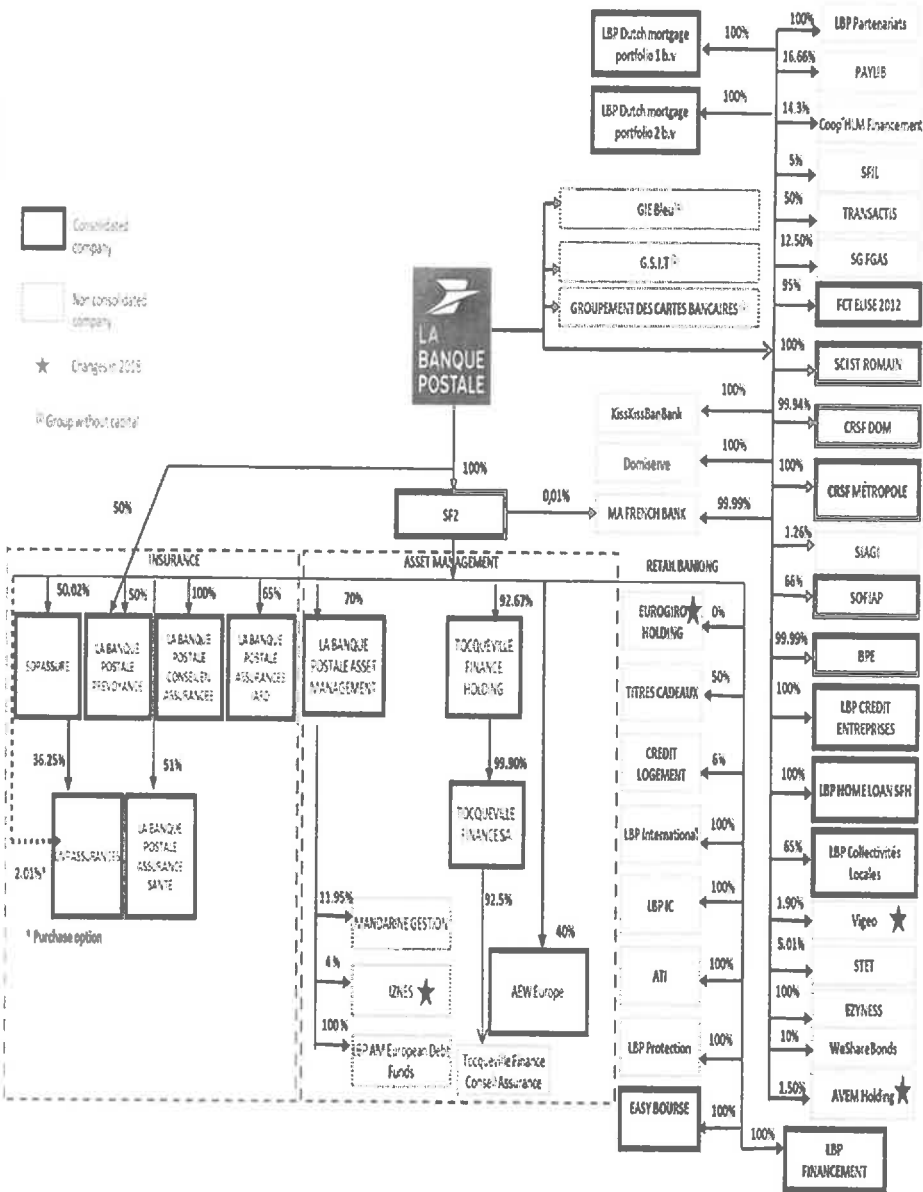 LBP Dutch mortgage
portfolio 1 b.v
100%
100%
LBP Partenariats
16.66%
PAYLIB
LBP Dutch mortgage
portfolio 2 b.v
100%
14.3%
Coop'HLM Financement
5%
SFIL
50%
TRANSACTIS
12.50%
SGFGAS
95%
FCT ELISE 2012
Consolidated
company
Non consolidated
company
Changes in 2018
Group without capital
GIE Bleu
G.S.I.T
GROUPEMENT DES CARTES BANCAIRES
LA
BANQUE
POSTALE
100%
SCI ST ROMAIN
KissKissBankBank
100%
99.94%
CRSF DOM
Domiserve
100%
100%
CRSF MÉTROPOLE
100%
50%
SF2
0,01%
MA FRENCH BANK
99.99%
1.26%
SIAGI
66%
SOFIAP
99.99%
BPE
100%
LBP CREDIT
ENTREPRISES
100%
LBP HOME LOAN SFH
65%
LBP Collectivités
Locales
1.90%
Vigeo
5.01%
STET
100%
EZYNESS
10%
WeShareBonds
1.50%
AVEM Holding
INSURANCE
50,02%
50%
100%
65%
SOPASSURE
LA BANQUE
POSTALE
PREVOYANCE
LA BANQUE
POSTALE
CONSEIL EN
ASSURANCES
LA BANQUE
POSTALE
ASSURANCES
IARD
36.25%
51%
CNP ASSURANCES
LA BANQUE
POSTALE
ASSURANCE
SANTÉ
2.01%¹
¹ Purchase option
ASSET MANAGEMENT
70%
92.67%
LA BANQUE
POSTALE ASSET
MANAGEMENT
TOCQUEVILLE
FINANCE
HOLDING
99.90%
TOCQUEVILLE
FINANCE SA
92.5%
11.95%
MANDARINE GESTION
4%
IZNES
100%
LBP AM European Debt
Funds
Tocqueville Finance
Conseil Assurance
40%
AEW Europe
RETAIL BANKING
EUROGIRO
HOLDING
0%
TITRES CADEAUX
50%
CREDIT
LOGEMENT
6%
LBP International
100%
LBP IC
100%
ATI
100%
LBP Protection
100%
EASY BOURSE
100%
100%
LBP
FINANCEMENT